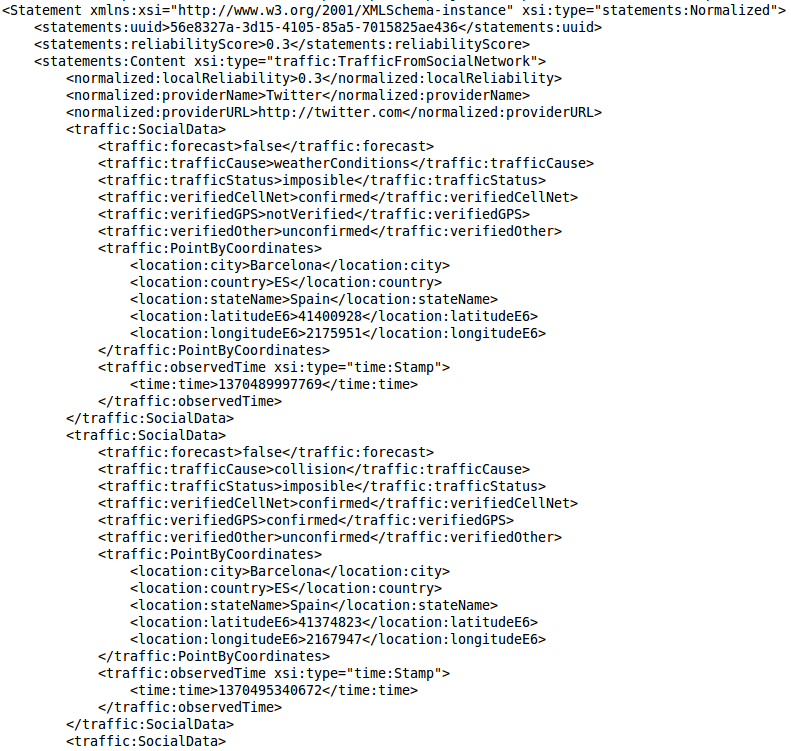 <Statement xmlns:xsi="http://www.w3.org/2001/XMLSchema-instance" xsi:type="statements:Normalized">
<statements:uuid>56e8327a-3d15-4105-85a5-7015825ae436</statements:uuid>
<statements:reliabilityScore>0.3</statements:reliabilityScore>
<statements:Content xsi:type="traffic:TrafficFromSocialNetwork">
<normalized:localReliability>0.3</normalized:localReliability>
<normalized:providerName>Twitter</normalized:providerName>
<normalized:providerURL>http://twitter.com</normalized:providerURL>
<traffic:SocialData>
<traffic:forecast>false</traffic:forecast>
<traffic:trafficCause>weatherConditions</traffic:trafficCause>
<traffic:trafficStatus>imposible</traffic:trafficStatus>
<traffic:verifiedCellNet>confirmed</traffic:verifiedCellNet>
<traffic:verifiedGPS>notVerified</traffic:verifiedGPS>
<traffic:verifiedOther>unconfirmed</traffic:verifiedOther>
<traffic:PointByCoordinates>
<location:city>Barcelona</location:city>
<location:country>ES</location:country>
<location:stateName>Spain</location:stateName>
<location:latitudeE6>41400928</location:latitudeE6>
<location:longitudeE6>2175951</location:longitudeE6>
</traffic:PointByCoordinates>
<traffic:observedTime xsi:type="time:Stamp">
<time:time>1370489997769</time:time>
</traffic:observedTime>
</traffic:SocialData>
<traffic:SocialData>
<traffic:forecast>false</traffic:forecast>
<traffic:trafficCause>collision</traffic:trafficCause>
<traffic:trafficStatus>imposible</traffic:trafficStatus>
<traffic:verifiedCellNet>confirmed</traffic:verifiedCellNet>
<traffic:verifiedGPS>confirmed</traffic:verifiedGPS>
<traffic:verifiedOther>unconfirmed</traffic:verifiedOther>
<traffic:PointByCoordinates>
<location:city>Barcelona</location:city>
<location:country>ES</location:country>
<location:stateName>Spain</location:stateName>
<location:latitudeE6>41374823</location:latitudeE6>
<location:longitudeE6>2167947</location:longitudeE6>
</traffic:PointByCoordinates>
<traffic:observedTime xsi:type="time:Stamp">
<time:time>1370495340672</time:time>
</traffic:observedTime>
</traffic:SocialData>
<traffic:SocialData>